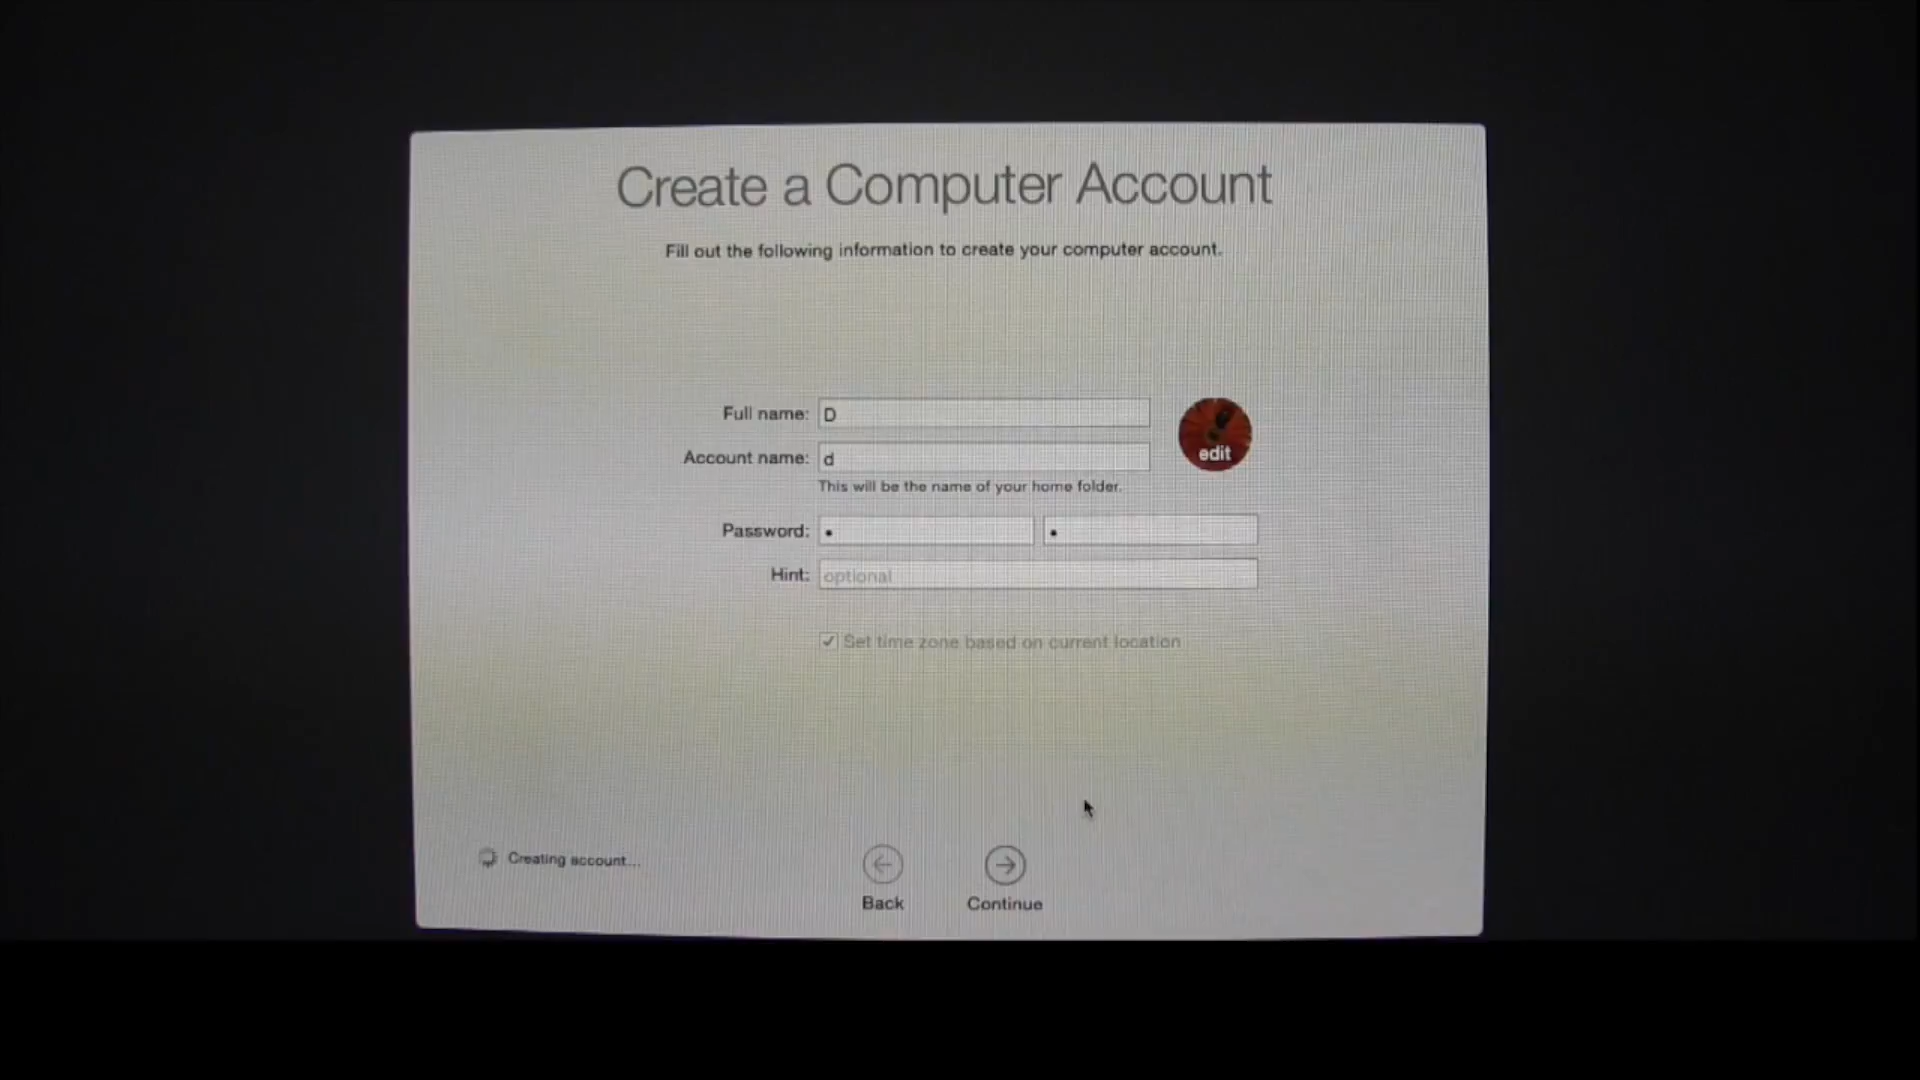 Create a Computer Account
Fill out the following information to create your computer account.
Full name: D
edit
Account name: d
This will be the name of your home folder.
Password: • •
Hint: optional
Set time zone based on current location
Creating account...
Back
Continue